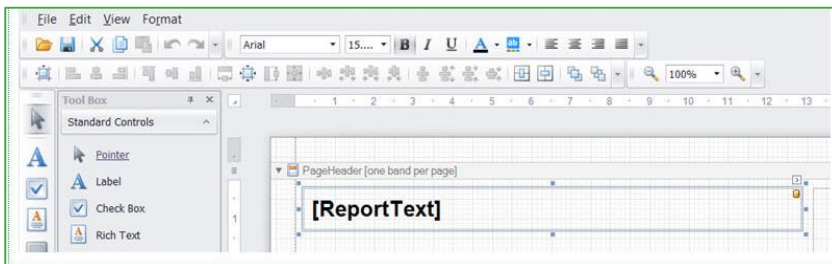 File Edit View Format
Arial 15.... B I U A ab
100%
Tool Box
Standard Controls
Pointer
A Label
Check Box
A Rich Text
1 2 3 4 5 6 7 8 9 10 11 12 13
1
PageHeader [one band per page]
[ReportText]